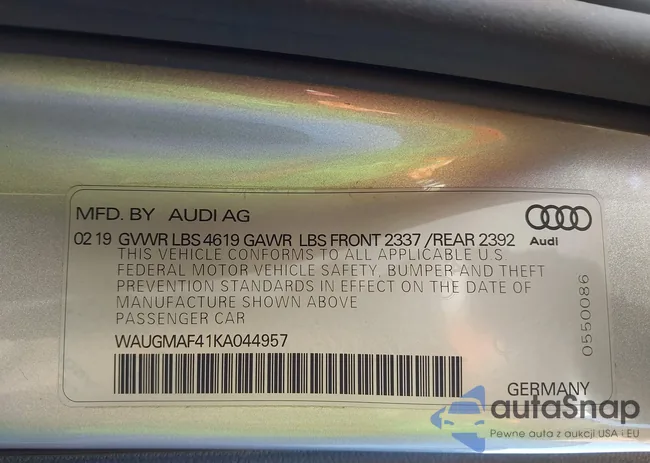 MFD. BY AUDI AG
02 19 GVWR LBS 4619 GAWR LBS FRONT 2337 /REAR 2392
THIS VEHICLE CONFORMS TO ALL APPLICABLE U.S
FEDERAL MOTOR VEHICLE SAFETY, BUMPER AND THEFT
PREVENTION STANDARDS IN EFFECT ON THE DATE OF
MANUFACTURE SHOWN ABOVE
PASSENGER CAR
WAUGMAF41KA044957
Audi
0550086
GERMANY
autaSnap
Pewne auta z aukcji USA i EU